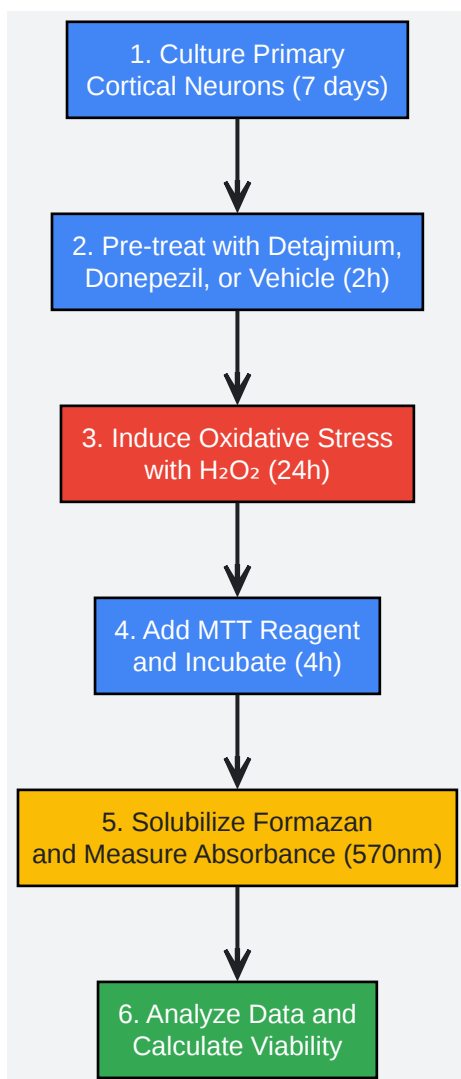 1. Culture Primary
Cortical Neurons (7 days)
2. Pre-treat with Detajmium,
Donepezil, or Vehicle (2h)
3. Induce Oxidative Stress
with H₂O₂ (24h)
4. Add MTT Reagent
and Incubate (4h)
5. Solubilize Formazan
and Measure Absorbance (570nm)
6. Analyze Data and
Calculate Viability